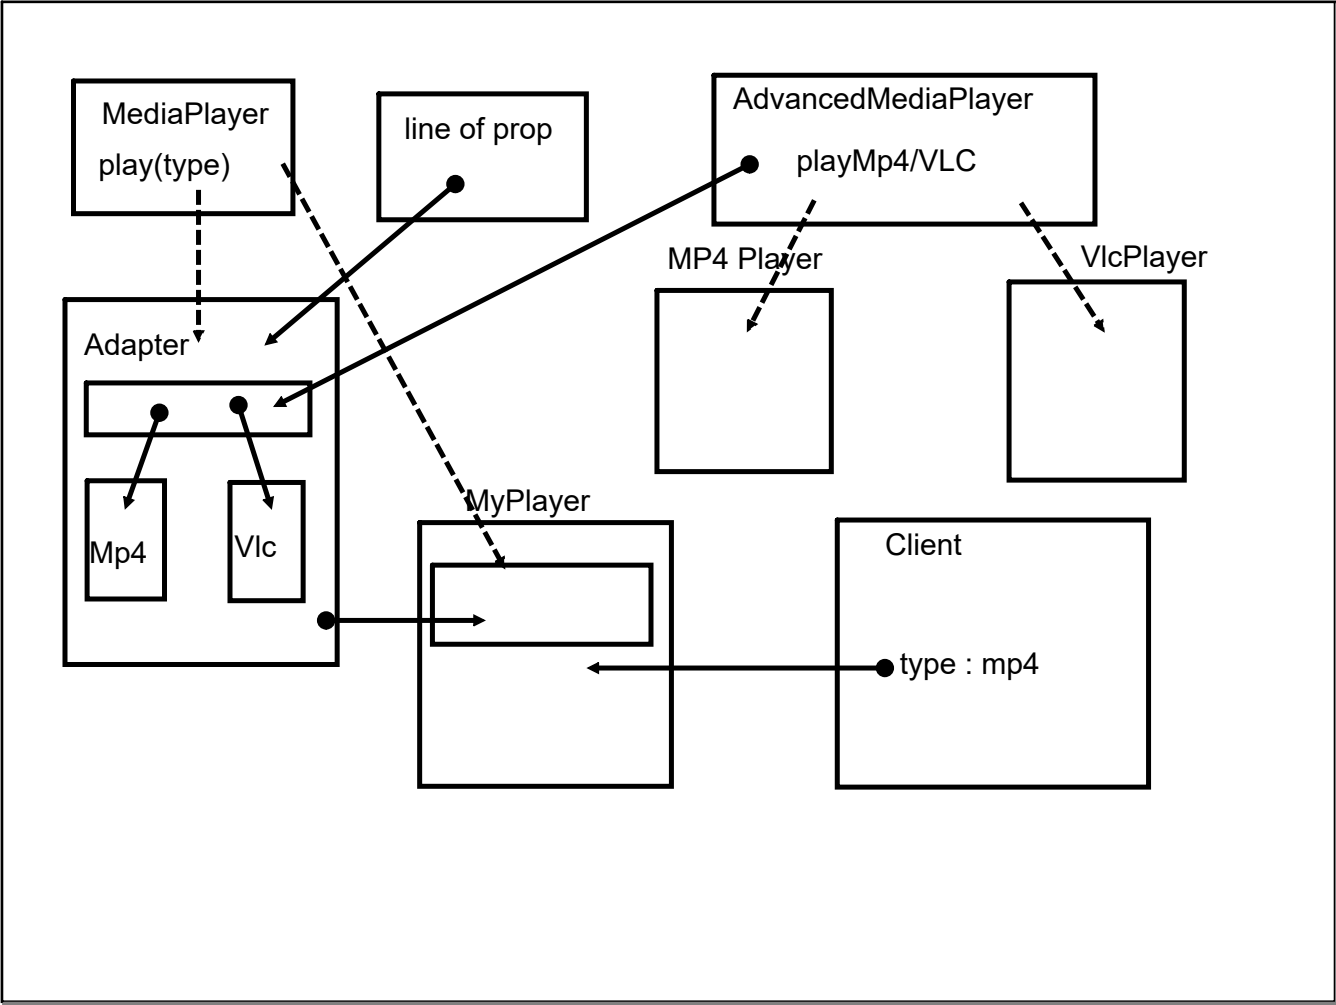 MediaPlayer
play(type)
line of prop
AdvancedMediaPlayer
playMp4/VLC
MP4 Player
VlcPlayer
Adapter
Mp4
Vlc
MyPlayer
Client
type : mp4